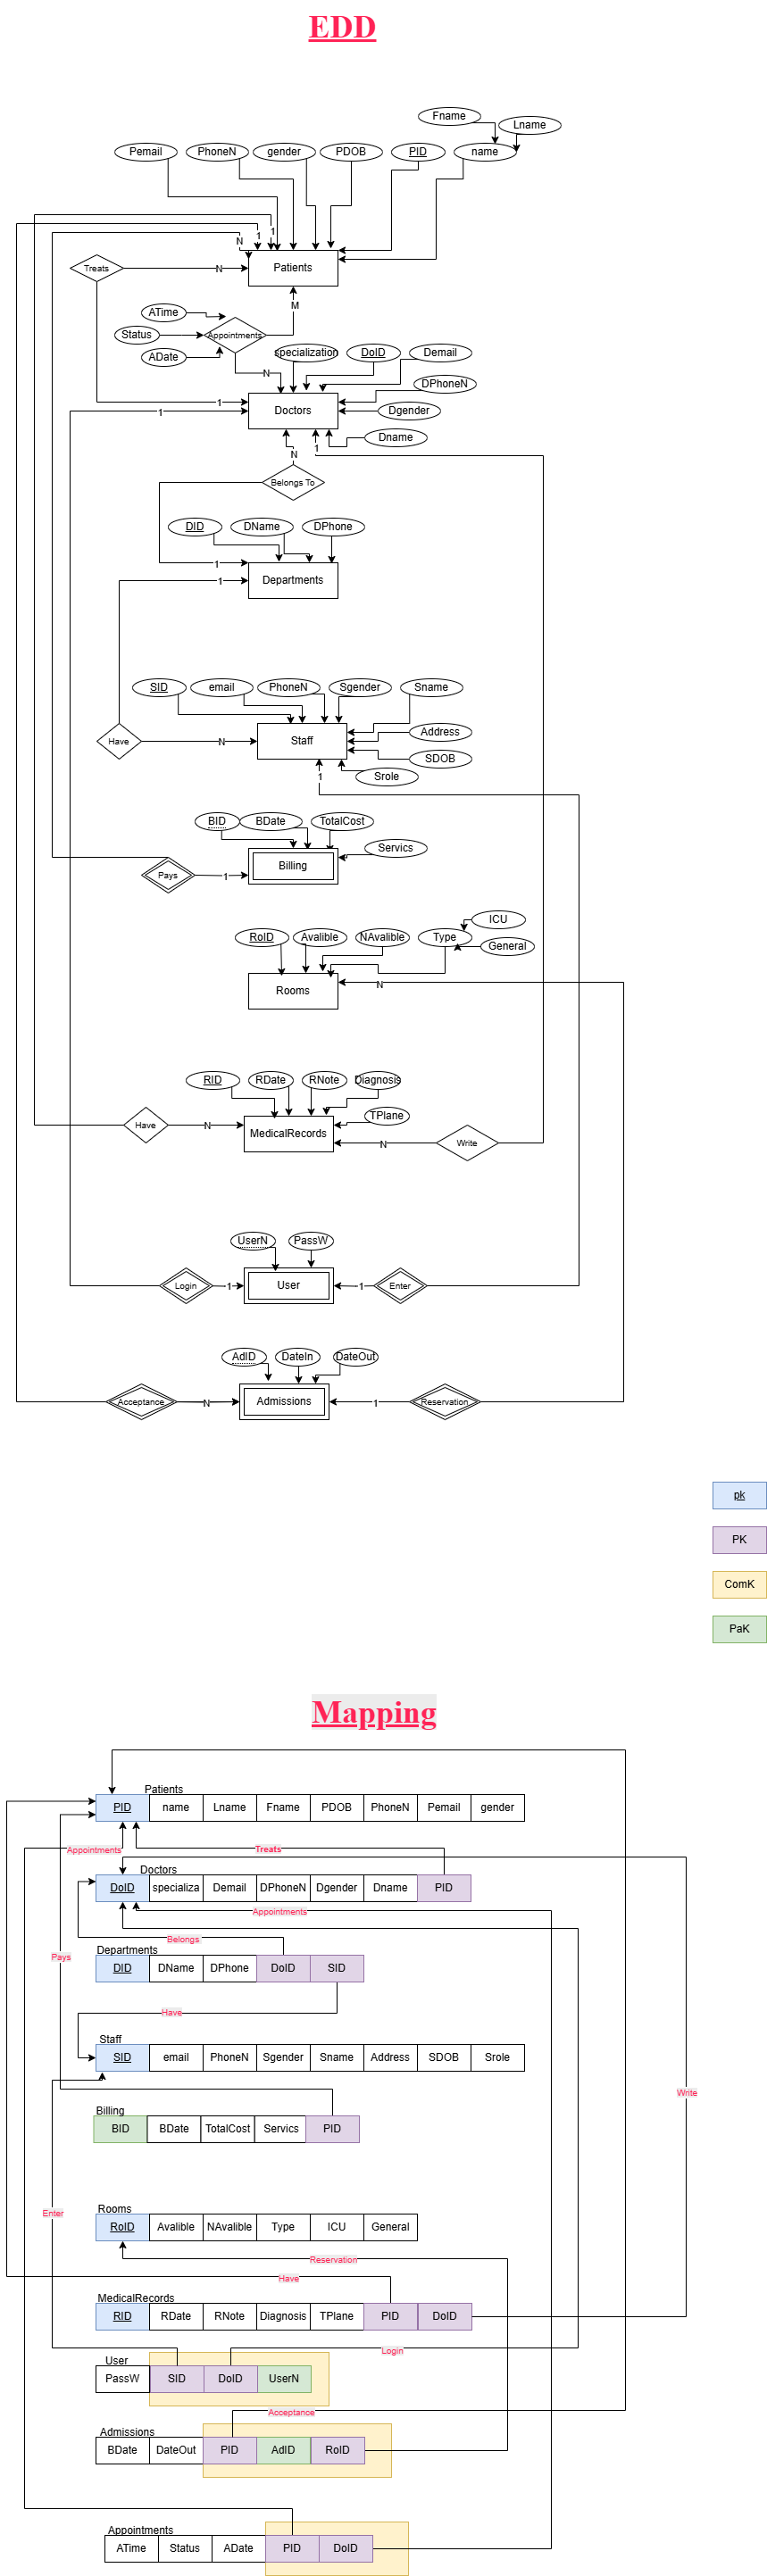 EDD
Fname
Lname
Pemail
PhoneN
gender
PDOB
PID
name
1
1
N
Treats
N
Patients
M
ATime
Status
Appointments
ADate
N
specialization
DoID
Demail
DPhoneN
1
1
Doctors
Dgender
Dname
N
1
Belongs To
DID
DName
DPhone
1
1
Departments
SID
email
PhoneN
Sgender
Sname
Address
Have
N
Staff
SDOB
Srole
1
BID
BDate
TotalCost
Servics
Pays
1
Billing
ICU
RoID
Avalible
NAvalible
Type
General
Rooms
N
RID
RDate
RNote
Diagnosis
TPlane
Have
N
MedicalRecords
N
Write
UserN
PassW
Login
1
User
1
Enter
AdID
DateIn
DateOut
Acceptance
N
Admissions
1
Reservation
pk
PK
ComK
PaK
Mapping
Patients
PID name Lname Fname PDOB PhoneN Pemail gender
Appointments
Treats
Doctors
DoID specializa Demail DPhoneN Dgender Dname PID
Appointments
Belongs
Departments
Pays
DID DName DPhone DoID SID
Have
Staff
SID email PhoneN Sgender Sname Address SDOB Srole
Write
Billing
BID BDate TotalCost Servics PID
Enter
Rooms
RoID Avalible NAvalible Type ICU General
Reservation
Have
MedicalRecords
RID RDate RNote Diagnosis TPlane PID DoID
Login
User
PassW SID DoID UserN
Acceptance
Admissions
BDate DateOut PID AdID RoID
Appointments
ATime Status ADate PID DoID